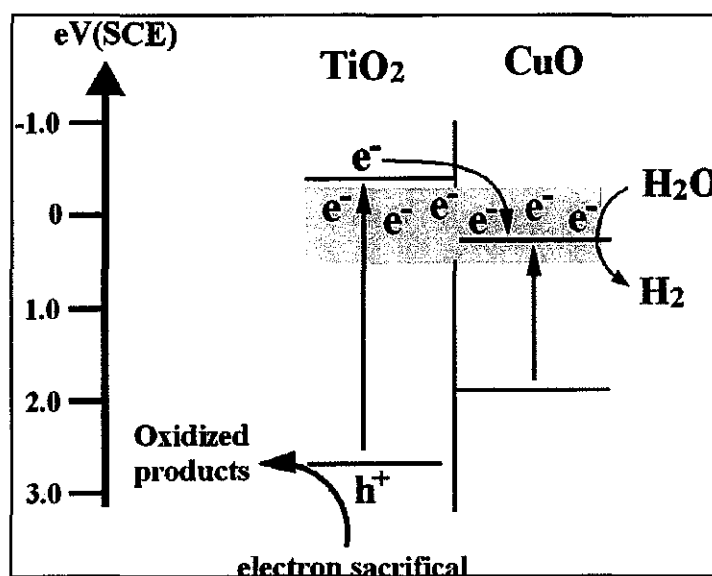 eV(SCE)
TiO₂ CuO
-1.0
e⁻
H₂O
e⁻ e⁻ e⁻ e⁻ e⁻ e⁻
0
H₂
1.0
2.0
Oxidized
products
h⁺
3.0
electron sacrifical